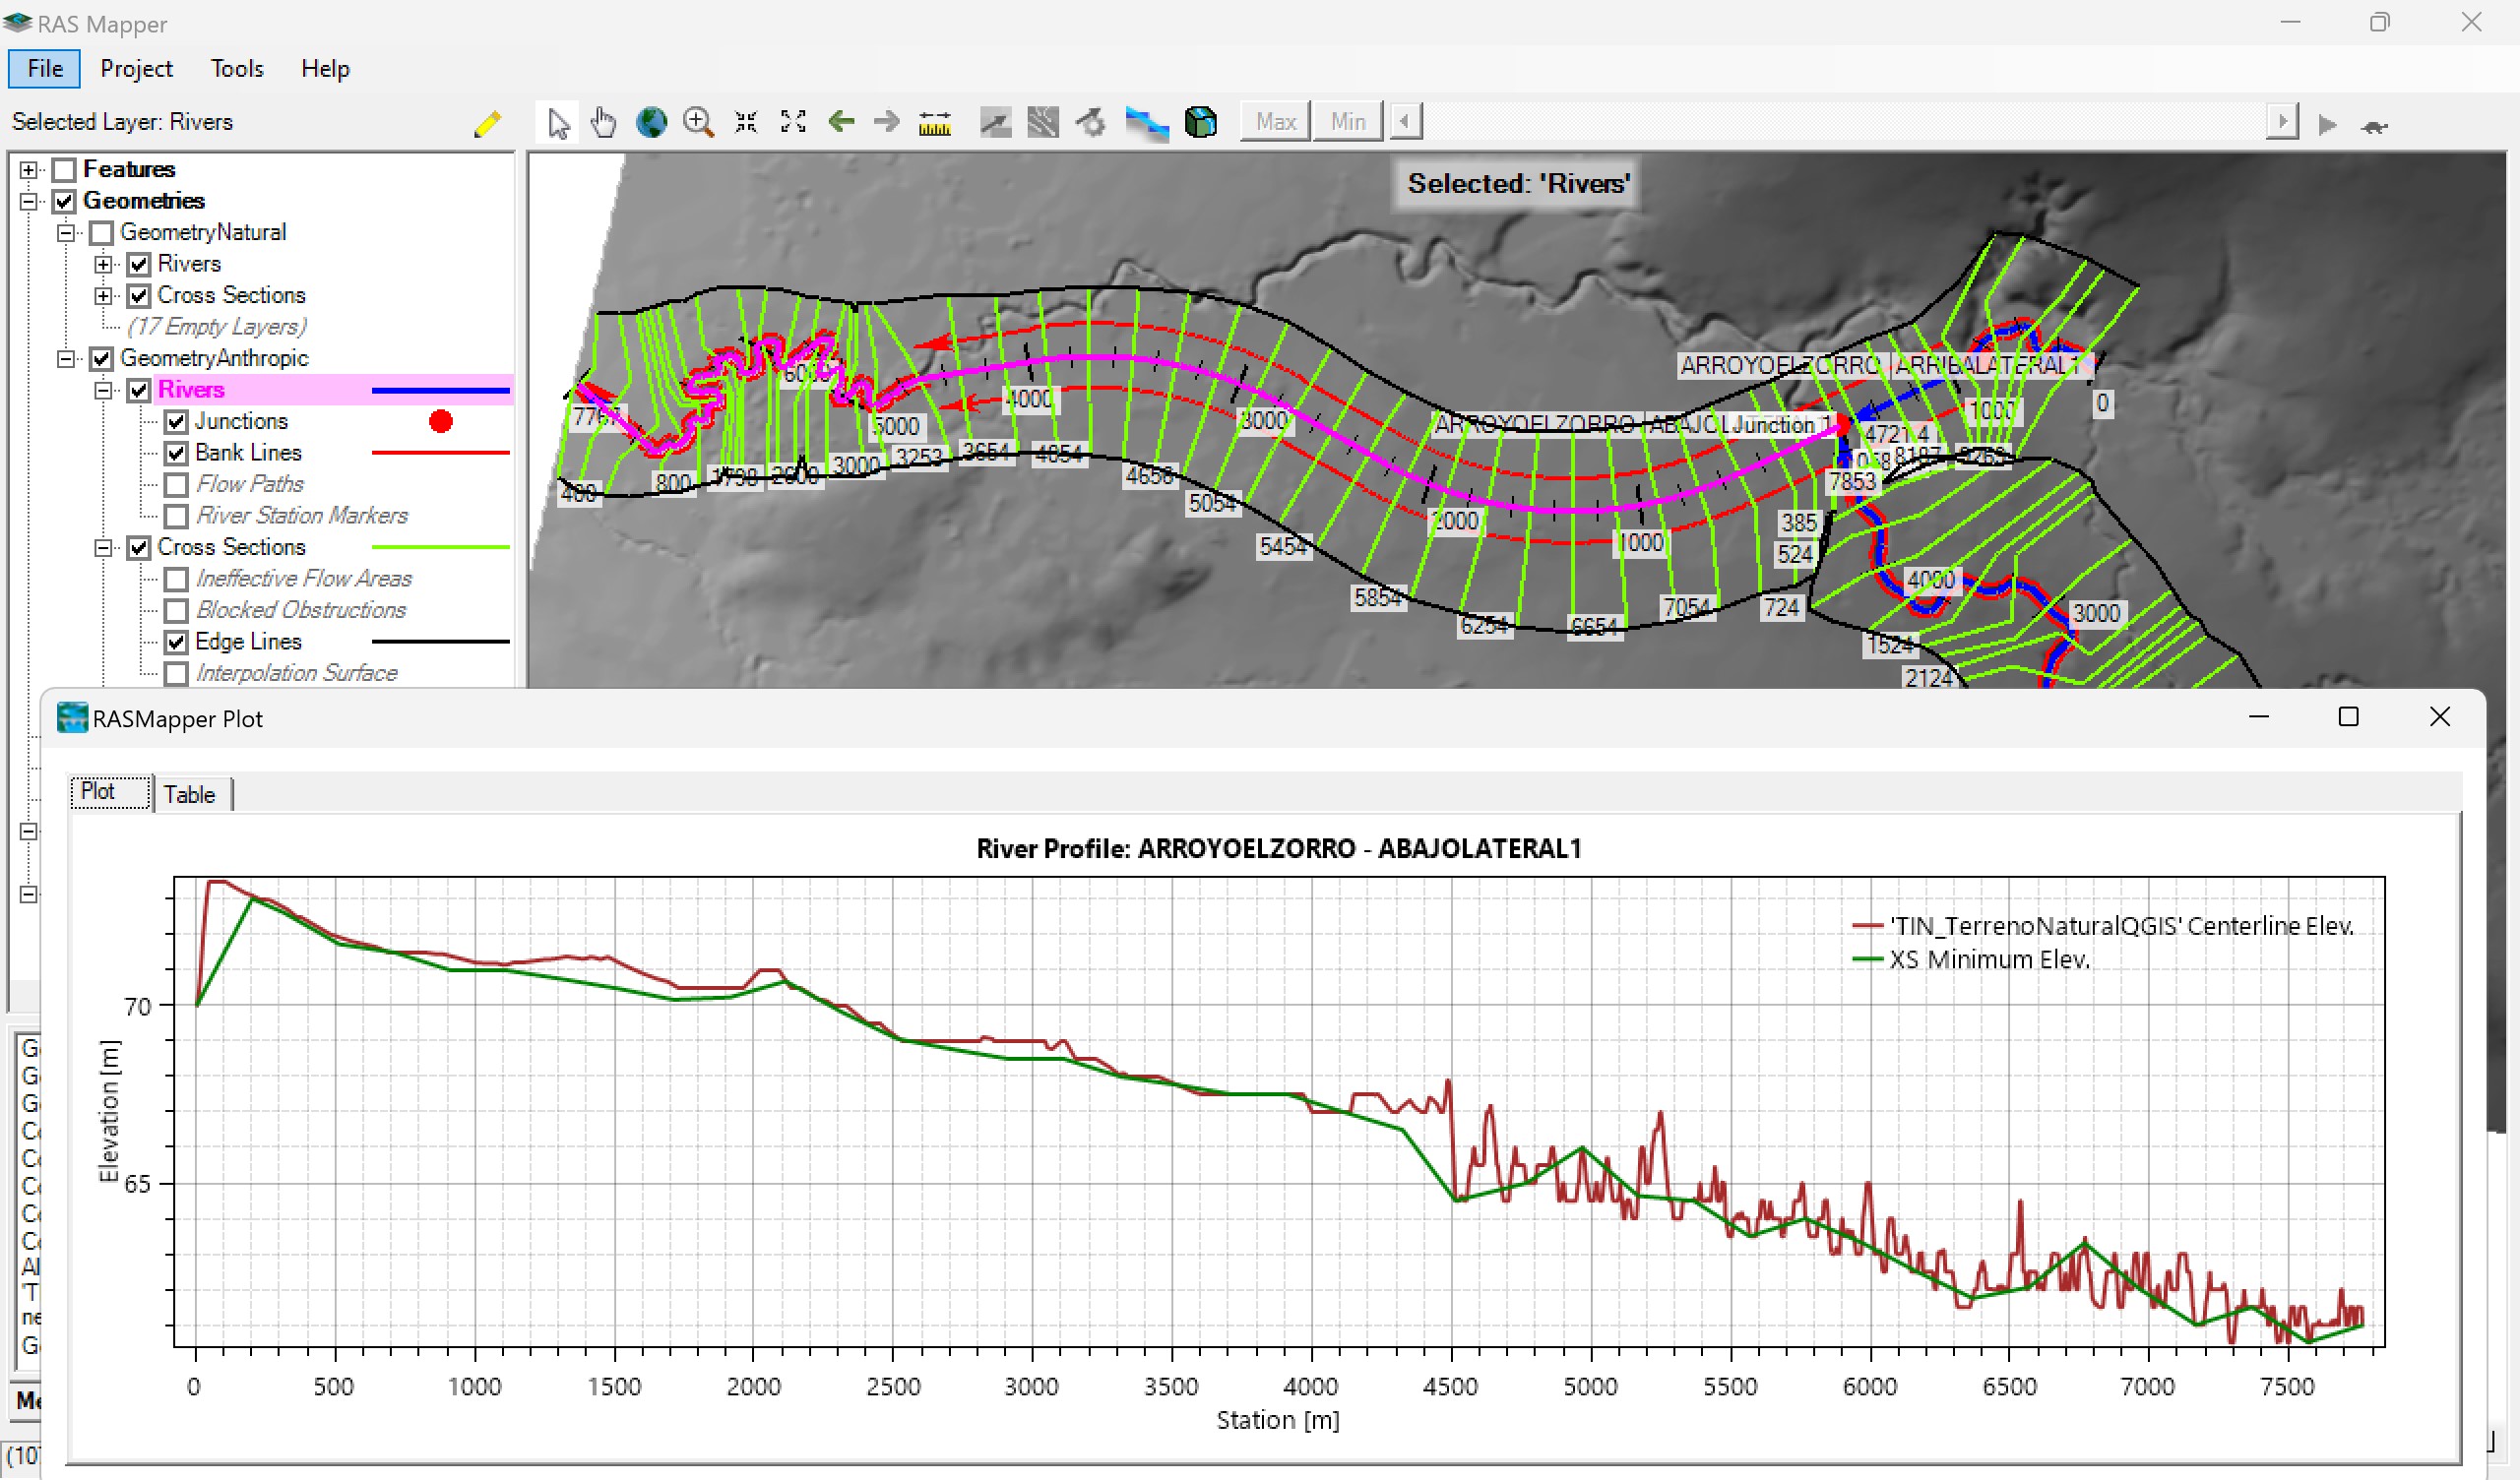 RAS Mapper
File Project Tools Help
Selected Layer: Rivers
Max Min
Features
Geometries
GeometryNatural
Rivers
Cross Sections
(17 Empty Layers)
GeometryAnthropic
Rivers
Junctions
Bank Lines
Flow Paths
River Station Markers
Cross Sections
Ineffective Flow Areas
Blocked Obstructions
Edge Lines
Interpolation Surface
Selected: 'Rivers'
ARROYOELZORRO ARRIBALATERAL1
0
1000
ARROYOELZORRO
Junction 1
4721.4
8187
7853
7767
5000
4000
3000
2000
1000
400
800
1798
2600
3000
3253
3654
4054
4658
5054
5454
5854
6254
6654
7054
724
385
524
1524
2124
4000
3000
RASMapper Plot
Plot Table
River Profile: ARROYOELZORRO - ABAJOLATERAL1
'TIN_TerrenoNaturalQGIS' Centerline Elev.
XS Minimum Elev.
70
65
Elevation [m]
0 500 1000 1500 2000 2500 3000 3500 4000 4500 5000 5500 6000 6500 7000 7500
Station [m]